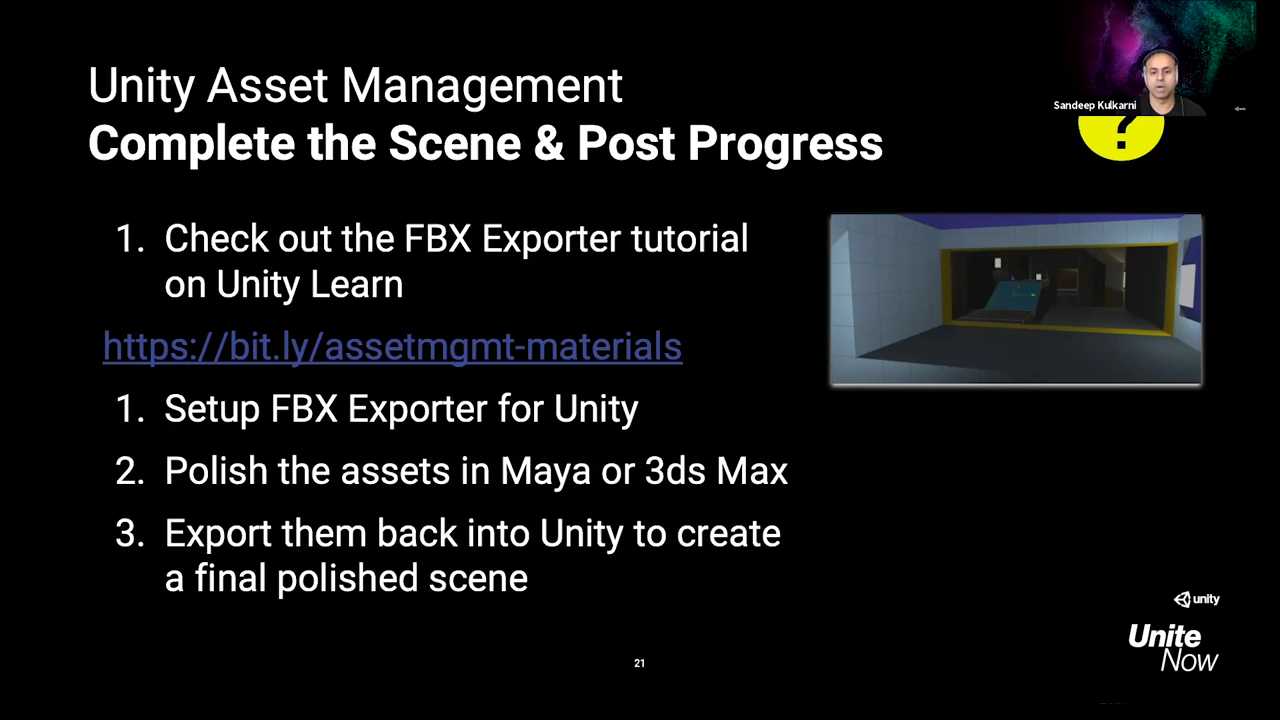 Unity Asset Management
Complete the Scene & Post Progress
Sandeep Kulkarni
?
1. Check out the FBX Exporter tutorial
on Unity Learn
https://bit.ly/assetmgmt-materials
1. Setup FBX Exporter for Unity
2. Polish the assets in Maya or 3ds Max
3. Export them back into Unity to create
a final polished scene
unity
Unite
Now
21